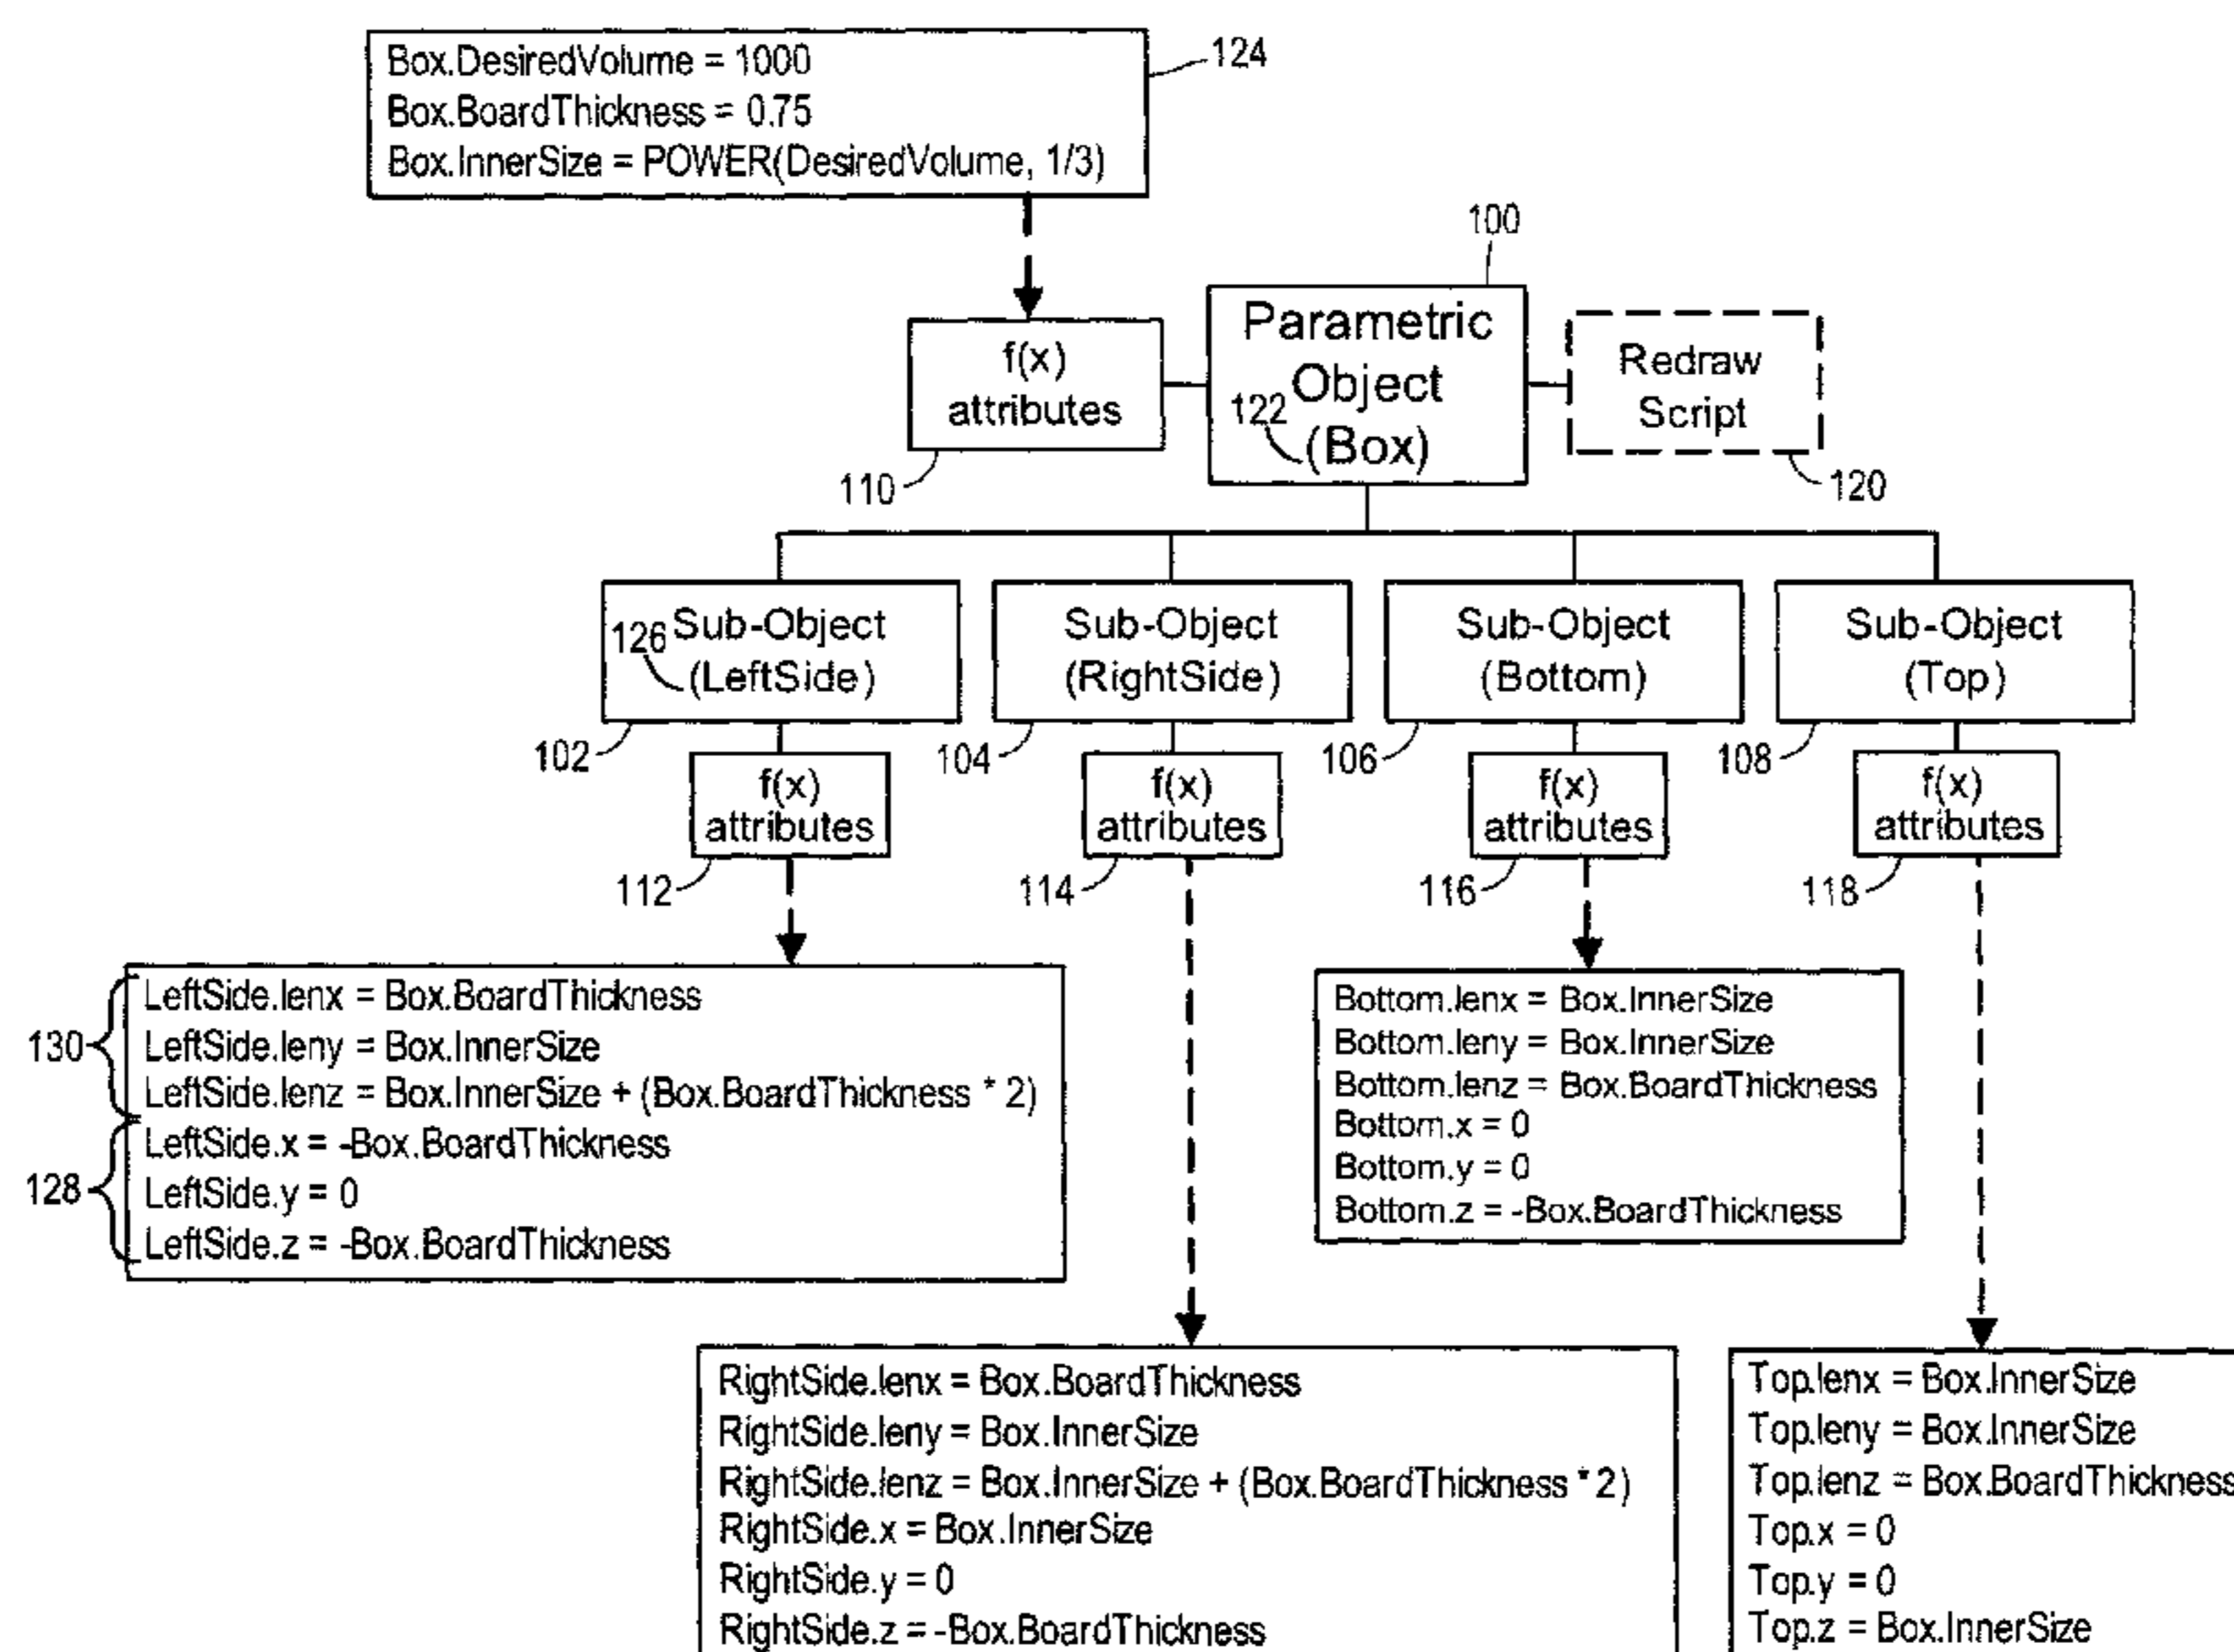 Box.DesiredVolume = 1000
Box.BoardThickness = 0.75
Box.InnerSize = POWER(DesiredVolume, 1/3)
124
100
f(x)
attributes
110
Parametric
Object
122
(Box)
Redraw
Script
120
126
Sub-Object
(LeftSide)
102
Sub-Object
(RightSide)
104
Sub-Object
(Bottom)
106
Sub-Object
(Top)
108
f(x)
attributes
112
f(x)
attributes
114
f(x)
attributes
116
f(x)
attributes
118
130
LeftSide.lenx = Box.BoardThickness
LeftSide.leny = Box.InnerSize
LeftSide.lenz = Box.InnerSize + (Box.BoardThickness * 2)
128
LeftSide.x = -Box.BoardThickness
LeftSide.y = 0
LeftSide.z = -Box.BoardThickness
Bottom.lenx = Box.InnerSize
Bottom.leny = Box.InnerSize
Bottom.lenz = Box.BoardThickness
Bottom.x = 0
Bottom.y = 0
Bottom.z = -Box.BoardThickness
RightSide.lenx = Box.BoardThickness
RightSide.leny = Box.InnerSize
RightSide.lenz = Box.InnerSize + (Box.BoardThickness * 2)
RightSide.x = Box.InnerSize
RightSide.y = 0
RightSide.z = -Box.BoardThickness
Top.lenx = Box.InnerSize
Top.leny = Box.InnerSize
Top.lenz = Box.BoardThickness
Top.x = 0
Top.y = 0
Top.z = Box.InnerSize